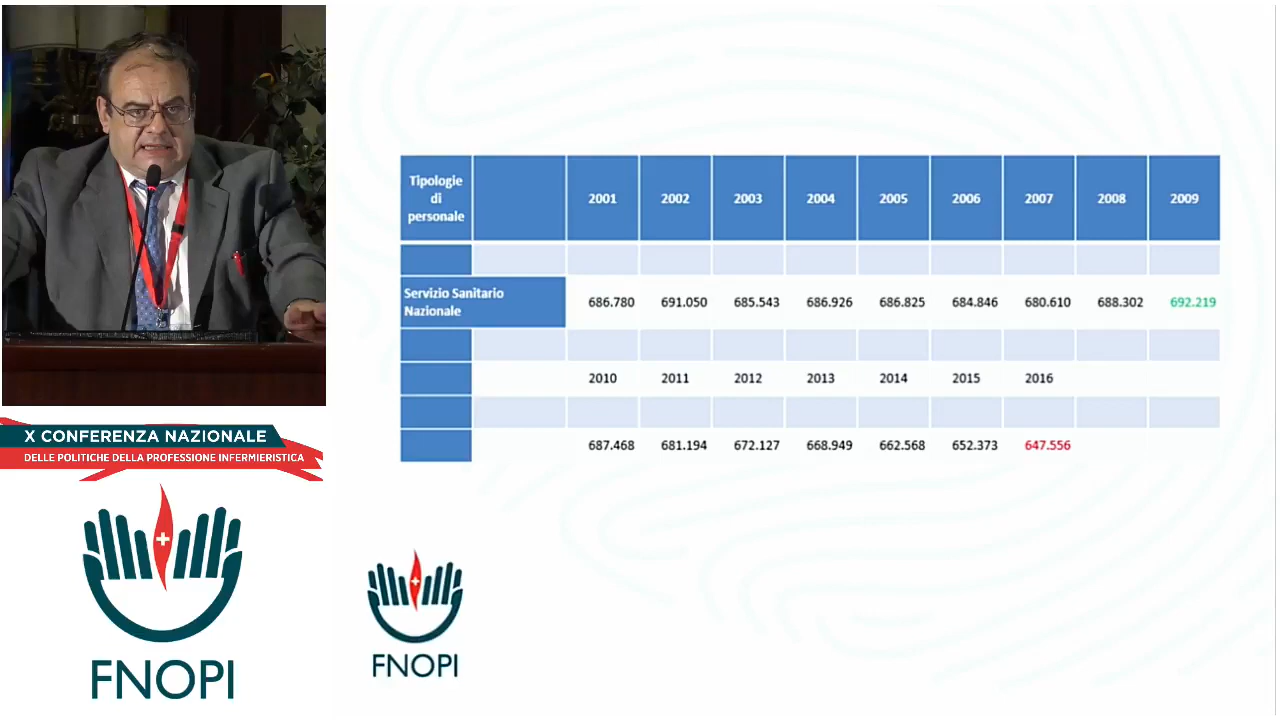 Tipologie
di
personale
2001 2002 2003 2004 2005 2006 2007 2008 2009
Servizio Sanitario
Nazionale
686.780 691.050 685.543 686.926 686.825 684.846 680.610 688.302 692.219
2010 2011 2012 2013 2014 2015 2016
687.468 681.194 672.127 668.949 662.568 652.373 647.556
X CONFERENZA NAZIONALE
DELLE POLITICHE DELLA PROFESSIONE INFERMIERISTICA
FNOPI
FNOPI